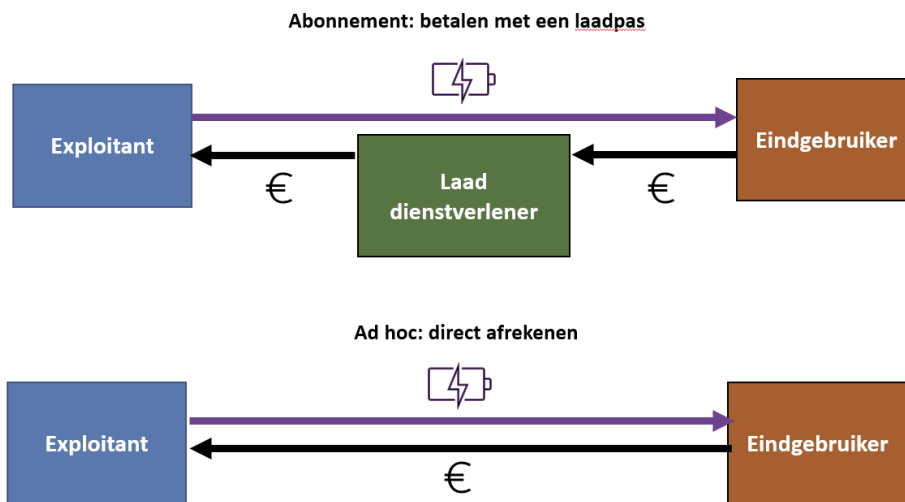 Abonnement: betalen met een laadpas
Exploitant
Eindgebruiker
Laad
dienstverlener
€
€
Ad hoc: direct afrekenen
Exploitant
Eindgebruiker
€